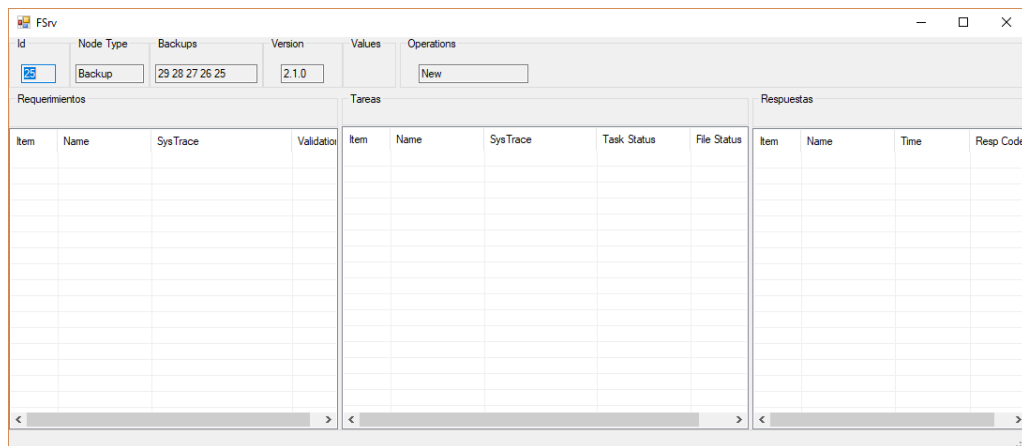 FSrv
Id Node Type Backups Version Values Operations
25 Backup 29 28 27 26 25 2.1.0 New
Requerimientos Tareas Respuestas
Item Name SysTrace Validation Item Name SysTrace Task Status File Status Item Name Time Resp Code